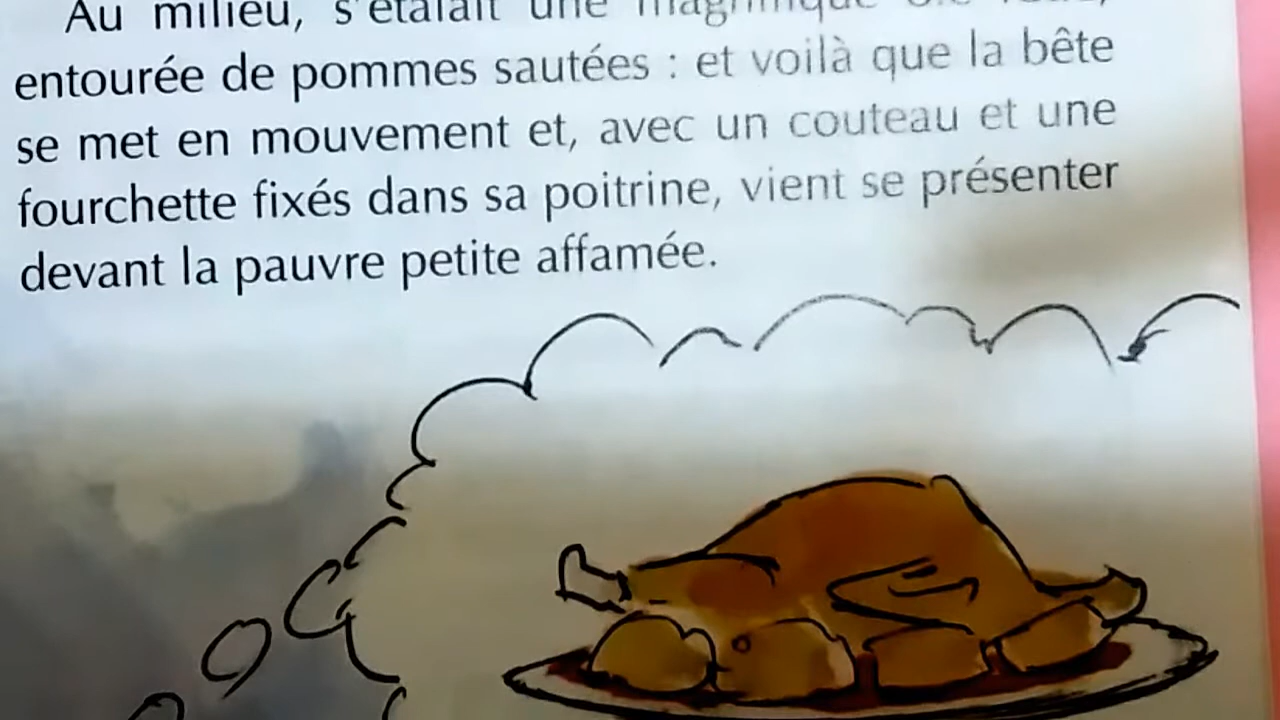 Au milieu, s'étalait une magnifique
entourée de pommes sautées : et voilà que la bête
se met en mouvement et, avec un couteau et une
fourchette fixés dans sa poitrine, vient se présenter
devant la pauvre petite affamée.